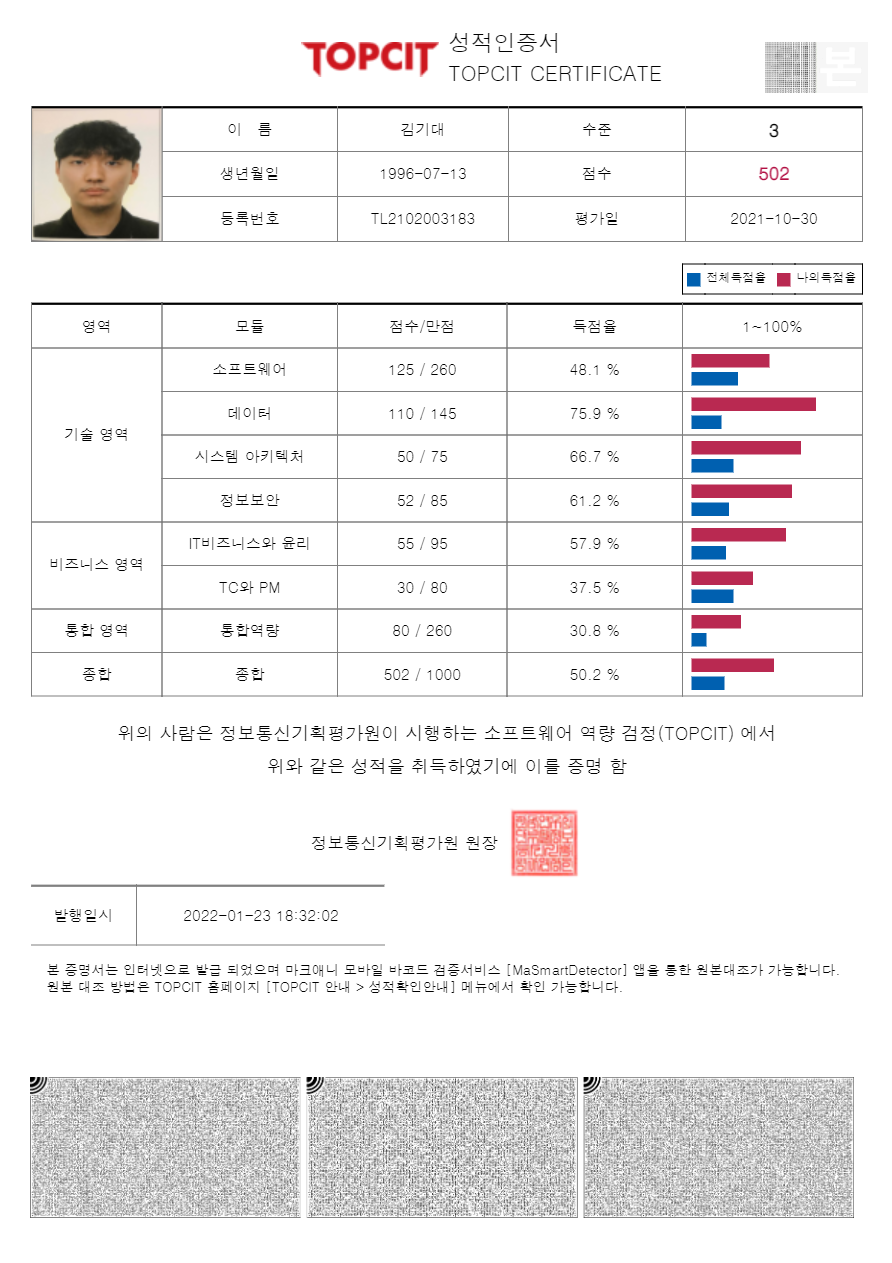 TOPCIT
성적인증서
TOPCIT CERTIFICATE
본
이 름 김기대 수준 3
생년월일 1996-07-13 점수 502
등록번호 TL2102003183 평가일 2021-10-30
전체득점율 나의득점율
영역 모듈 점수/만점 득점율 1~100%
기술 영역
소프트웨어 125 / 260 48.1 %
데이터 110 / 145 75.9 %
시스템 아키텍처 50 / 75 66.7 %
정보보안 52 / 85 61.2 %
비즈니스 영역
IT비즈니스와 윤리 55 / 95 57.9 %
TC와 PM 30 / 80 37.5 %
통합 영역 통합역량 80 / 260 30.8 %
종합 종합 502 / 1000 50.2 %
위의 사람은 정보통신기획평가원이 시행하는 소프트웨어 역량 검정(TOPCIT) 에서
위와 같은 성적을 취득하였기에 이를 증명 함
정보통신기획평가원 원장
발행일시 2022-01-23 18:32:02
본 증명서는 인터넷으로 발급 되었으며 마크애니 모바일 바코드 검증서비스 [MaSmartDetector] 앱을 통한 원본대조가 가능합니다.
원본 대조 방법은 TOPCIT 홈페이지 [TOPCIT 안내 > 성적확인안내] 메뉴에서 확인 가능합니다.